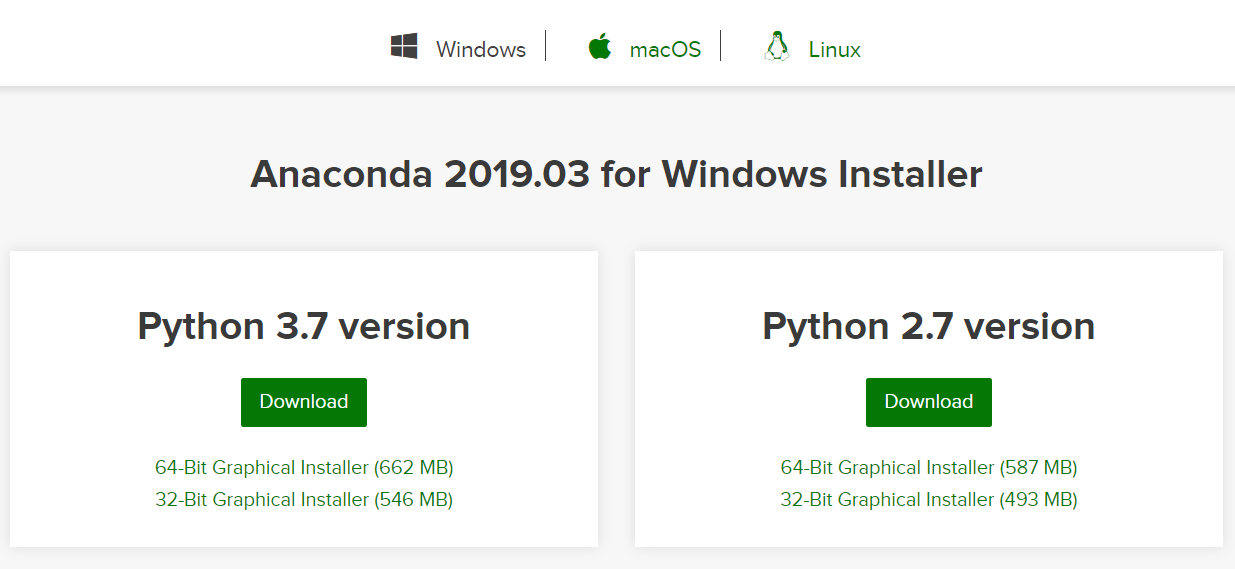 Windows macOS Linux
Anaconda 2019.03 for Windows Installer
Python 3.7 version
Download
64-Bit Graphical Installer (662 MB)
32-Bit Graphical Installer (546 MB)
Python 2.7 version
Download
64-Bit Graphical Installer (587 MB)
32-Bit Graphical Installer (493 MB)